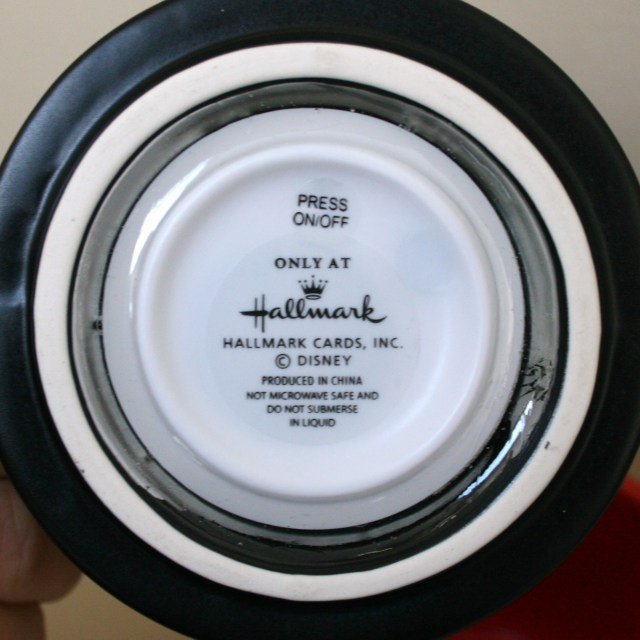 PRESS
ON/OFF
ONLY AT
Hallmark
HALLMARK CARDS, INC.
© DISNEY
PRODUCED IN CHINA
NOT MICROWAVE SAFE AND
DO NOT SUBMERSE
IN LIQUID